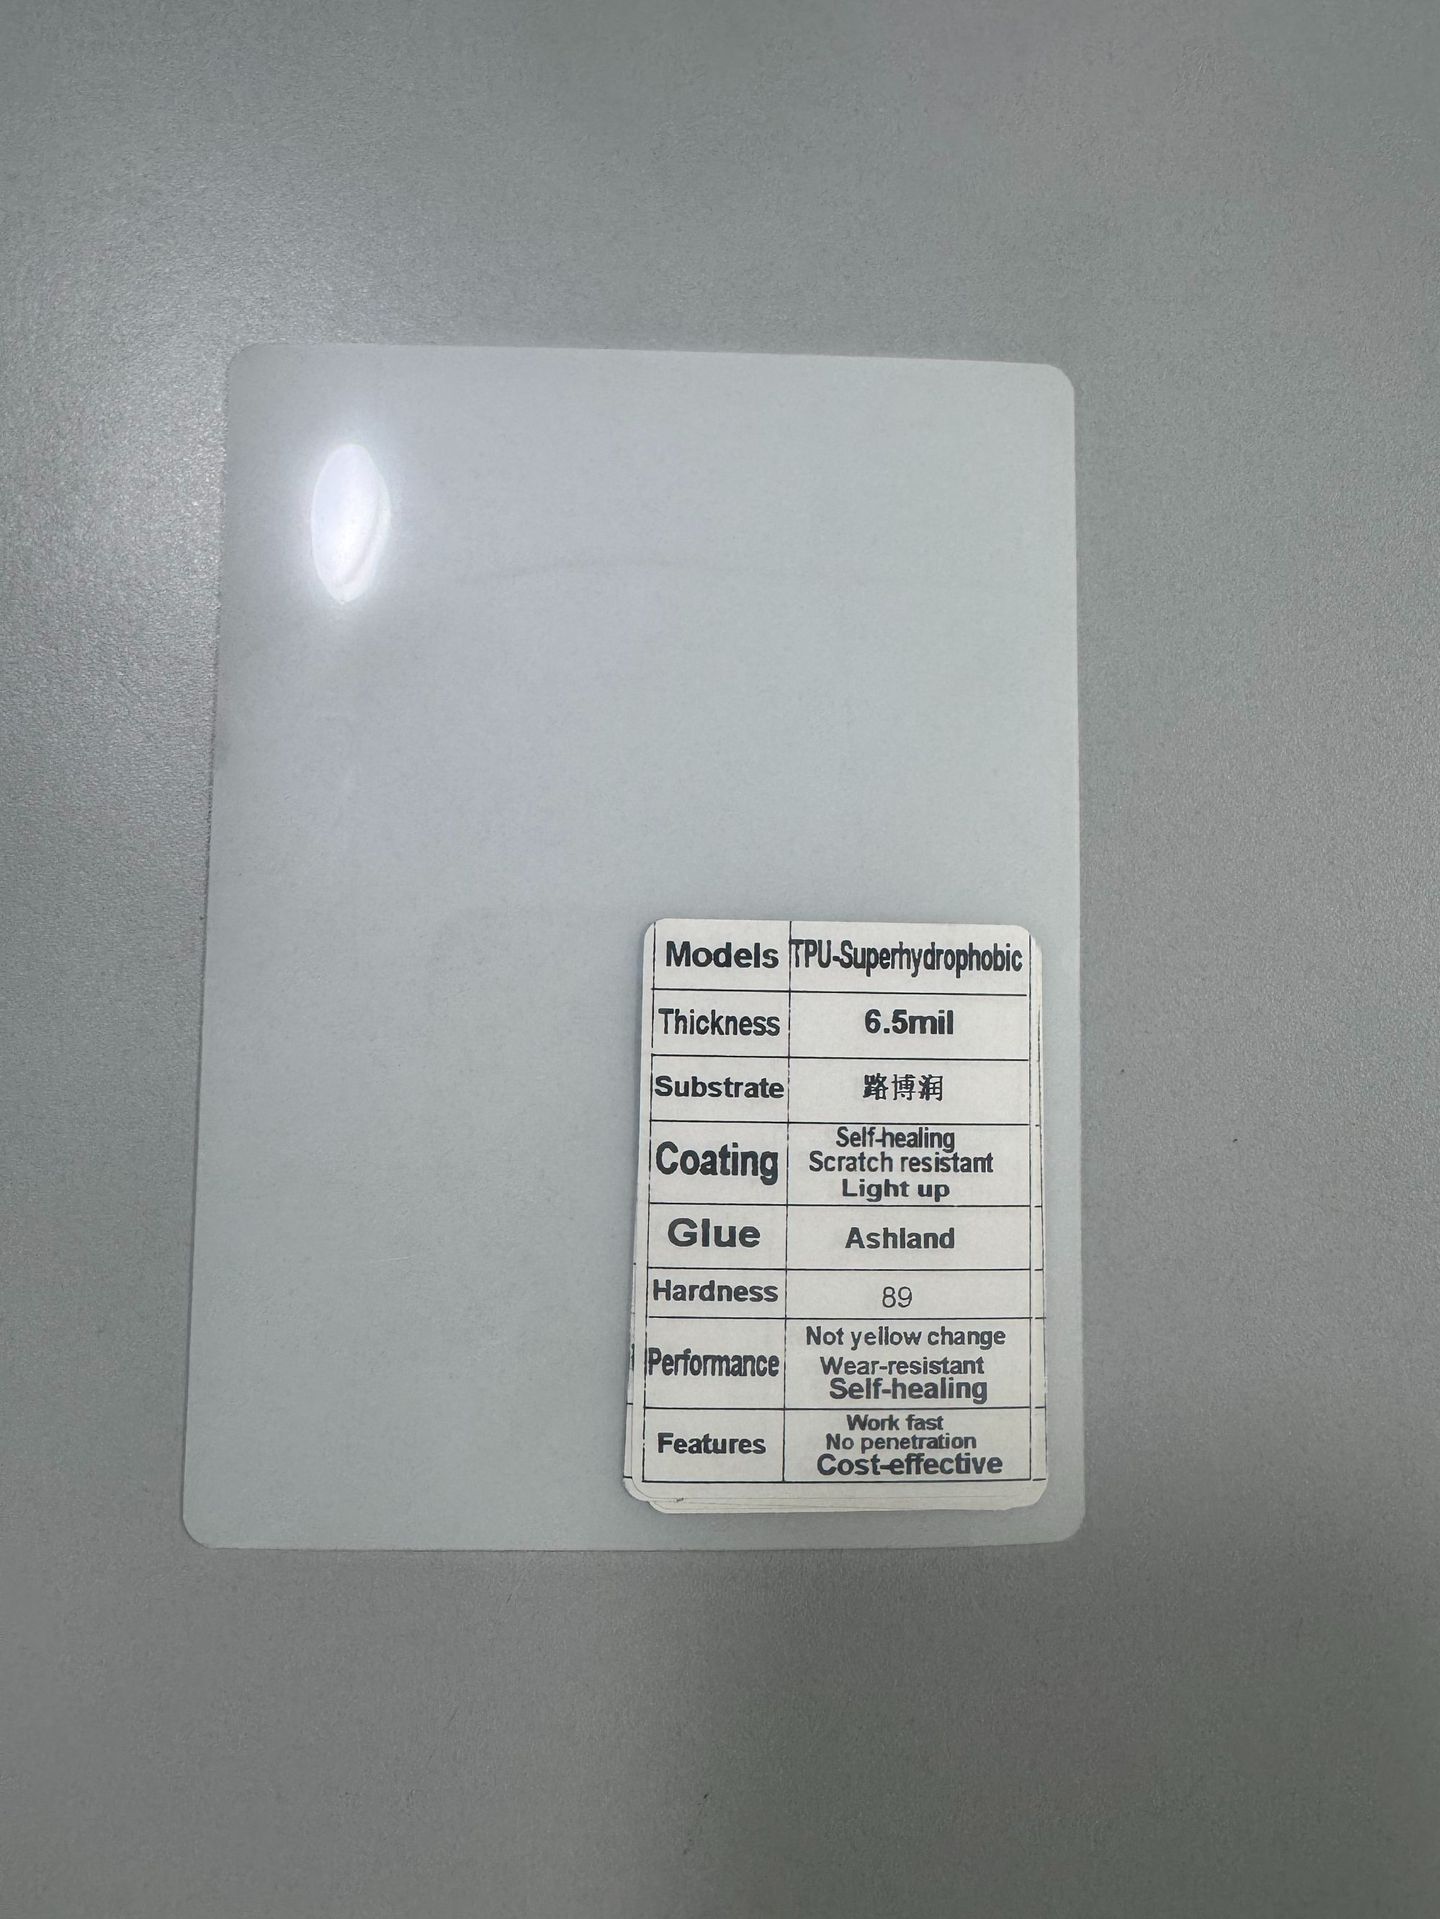 Models TPU-Superhydrophobic
Thickness 6.5mil
Substrate 路博润
Coating Self-healing
Scratch resistant
Light up
Glue Ashland
Hardness 89
Performance Not yellow change
Wear-resistant
Self-healing
Features Work fast
No penetration
Cost-effective